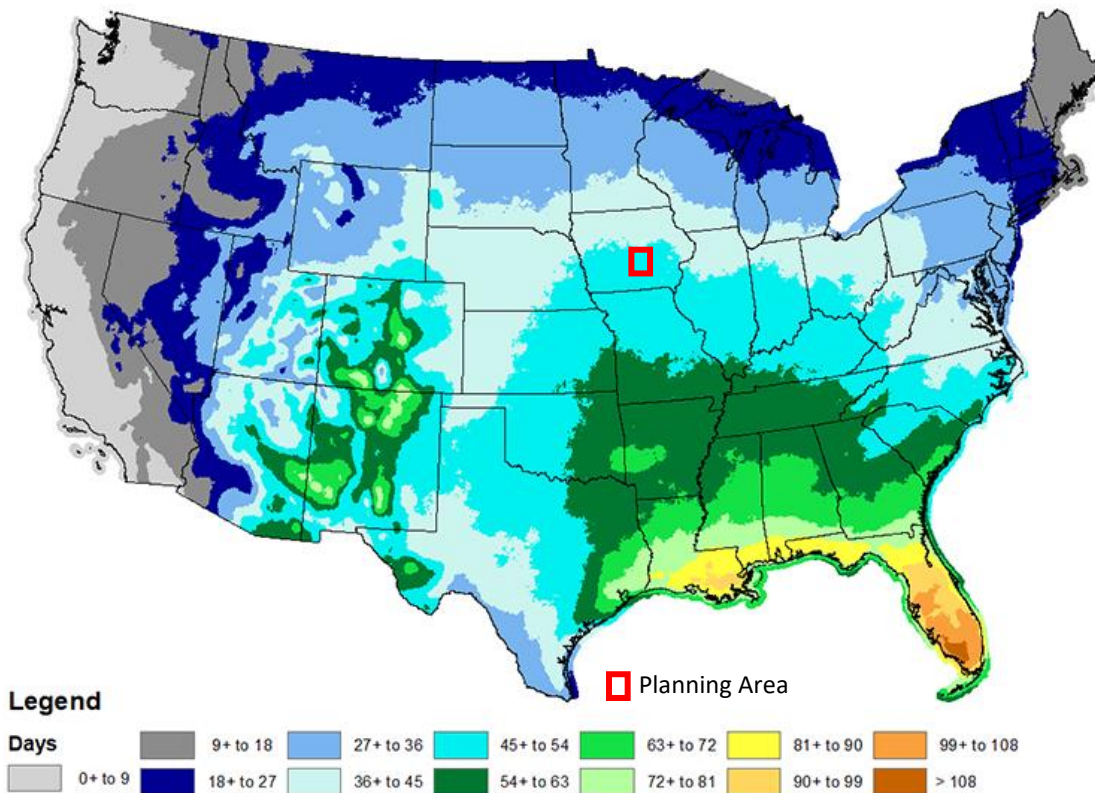 Planning Area
Legend
Days
9+ to 18 27+ to 36 45+ to 54 63+ to 72 81+ to 90 99+ to 108
0+ to 9 18+ to 27 36+ to 45 54+ to 63 72+ to 81 90+ to 99 > 108